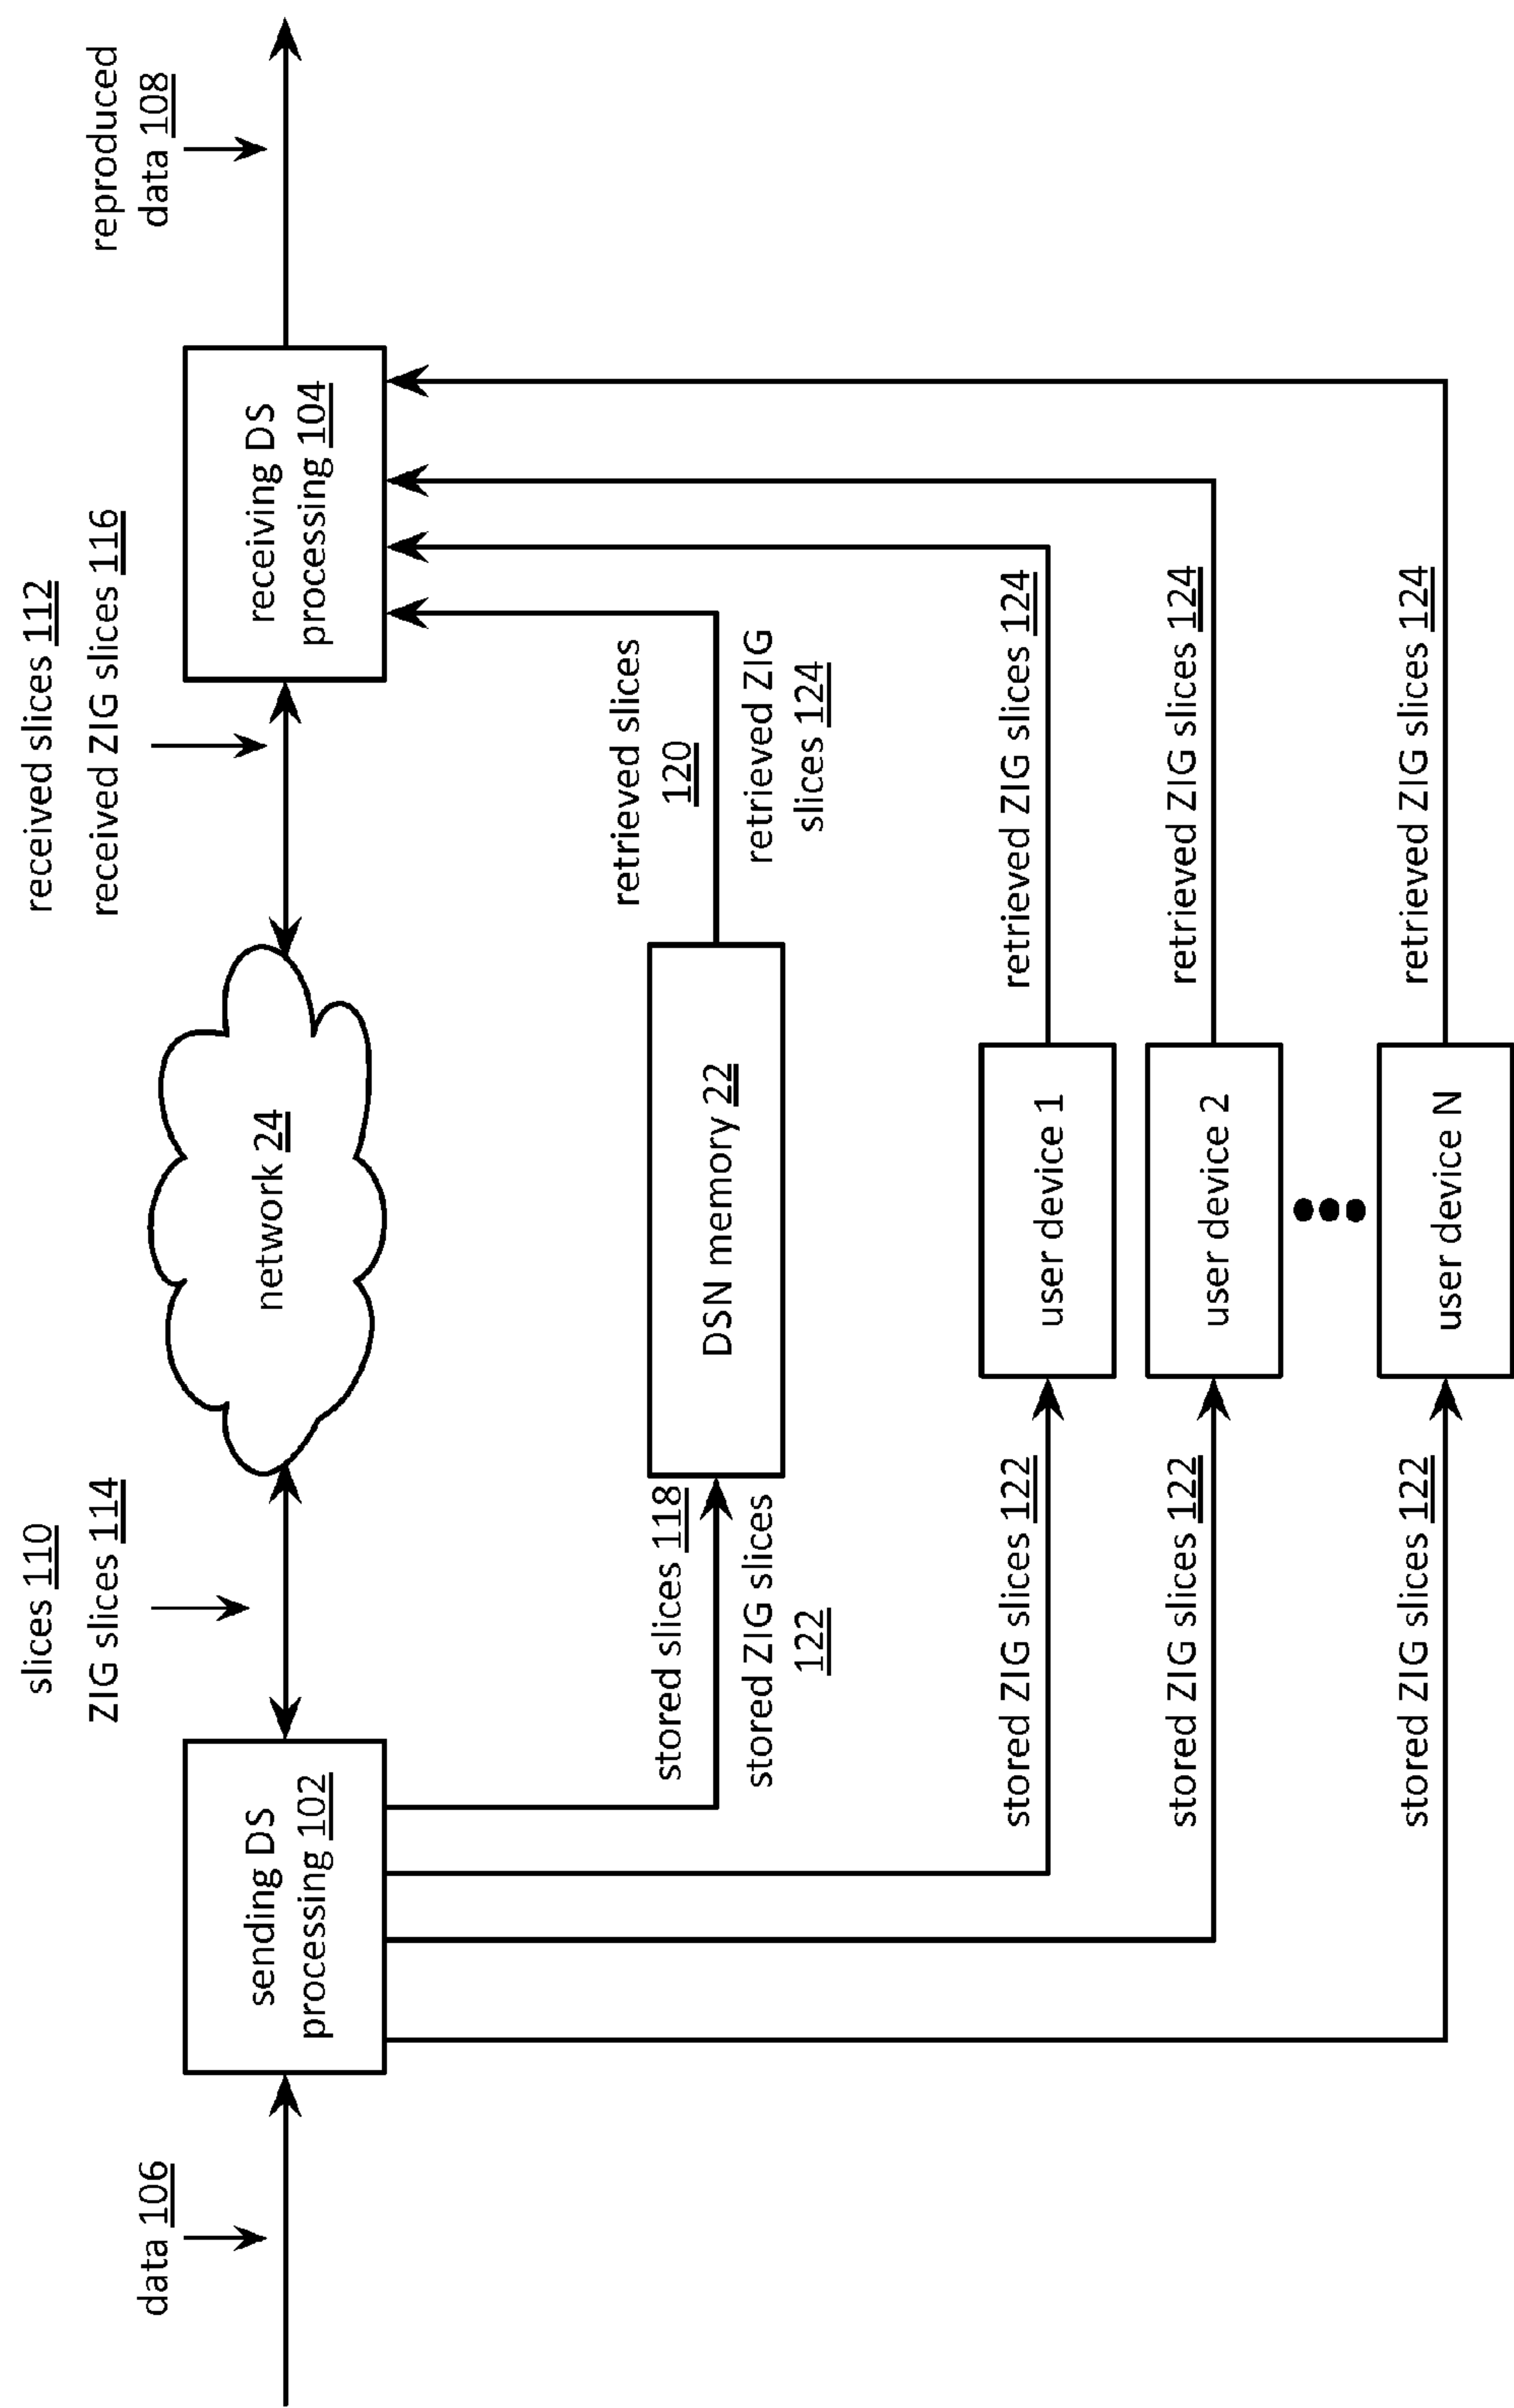 slices 110
ZIG slices 114
received slices 112
received ZIG slices 116
data 106
reproduced
data 108
sending DS
processing 102
network 24
receiving DS
processing 104
stored slices 118
stored ZIG slices
122
DSN memory 22
retrieved slices
120
retrieved ZIG
slices 124
stored ZIG slices 122
user device 1
retrieved ZIG slices 124
stored ZIG slices 122
user device 2
retrieved ZIG slices 124
stored ZIG slices 122
user device N
retrieved ZIG slices 124